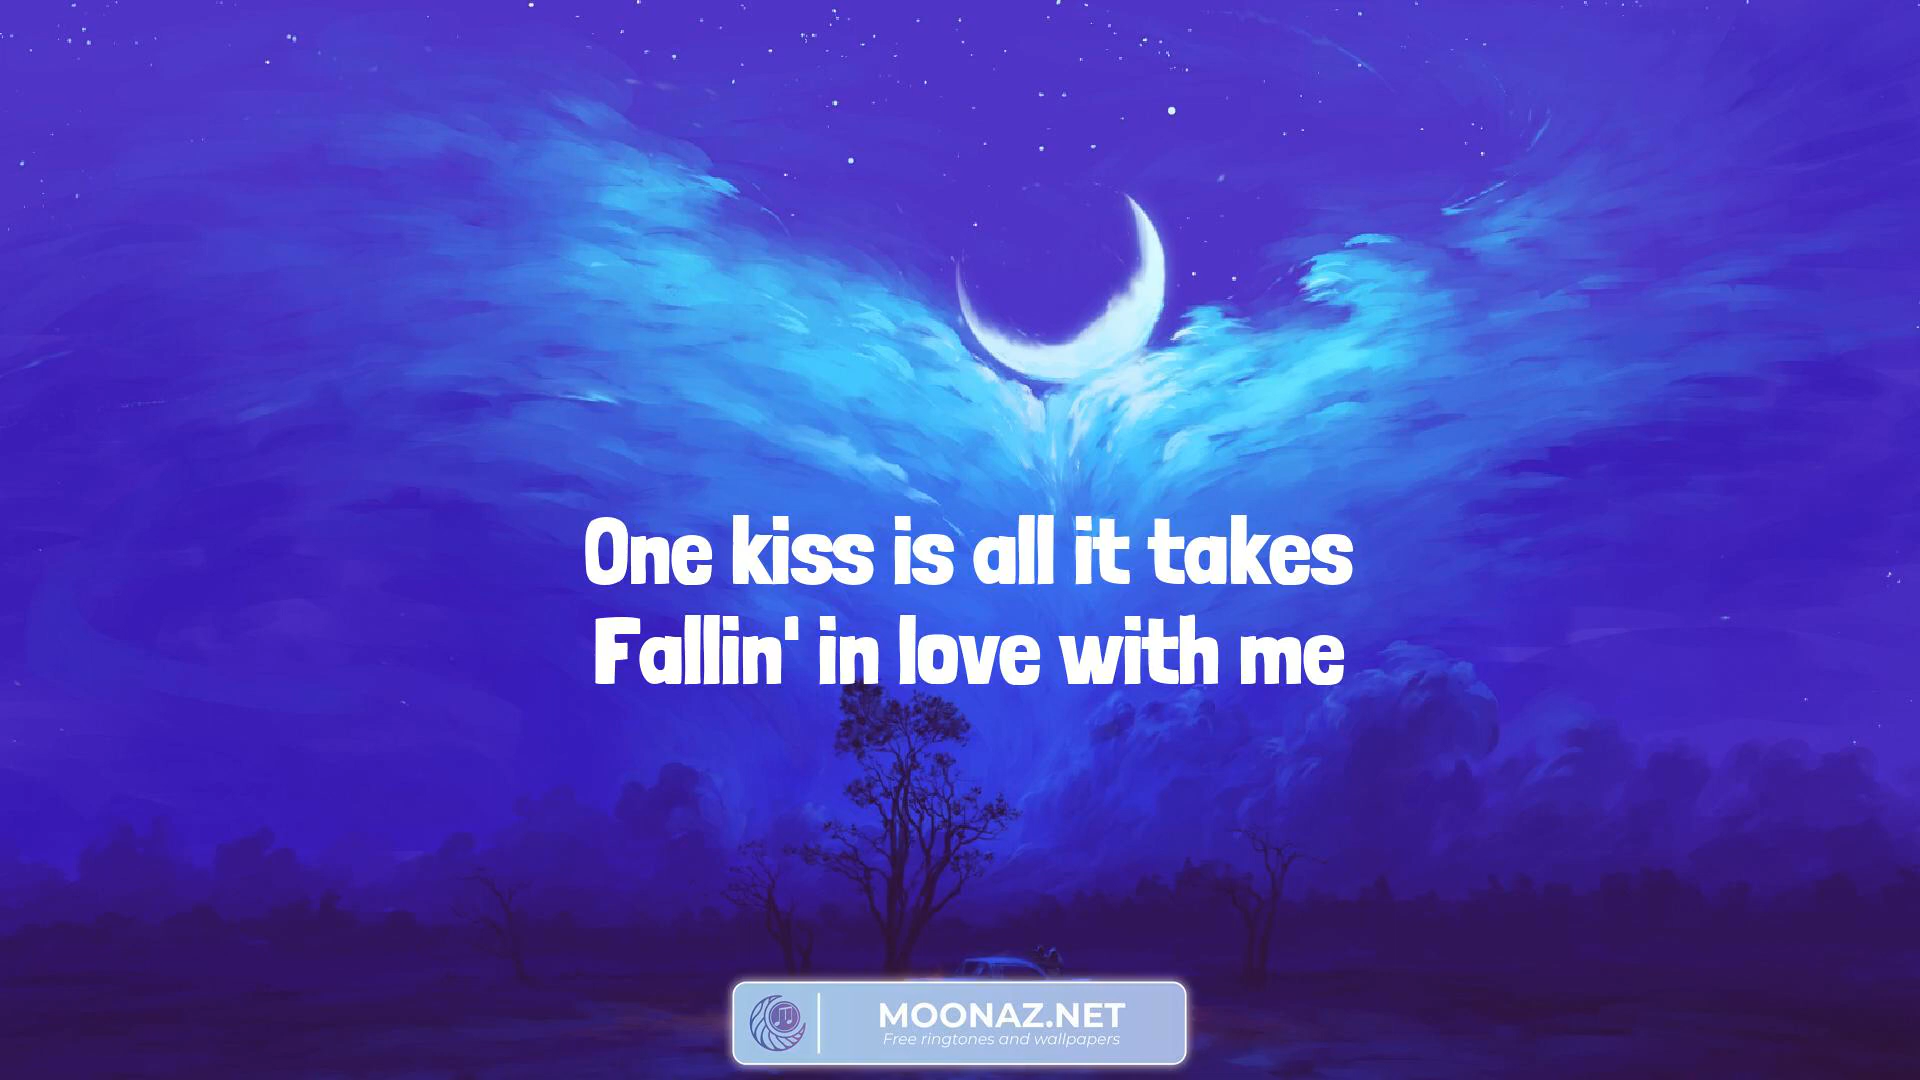 One kiss is all it takes
Fallin' in love with me
MOONAZ.NET
Free ringtones and wallpapers